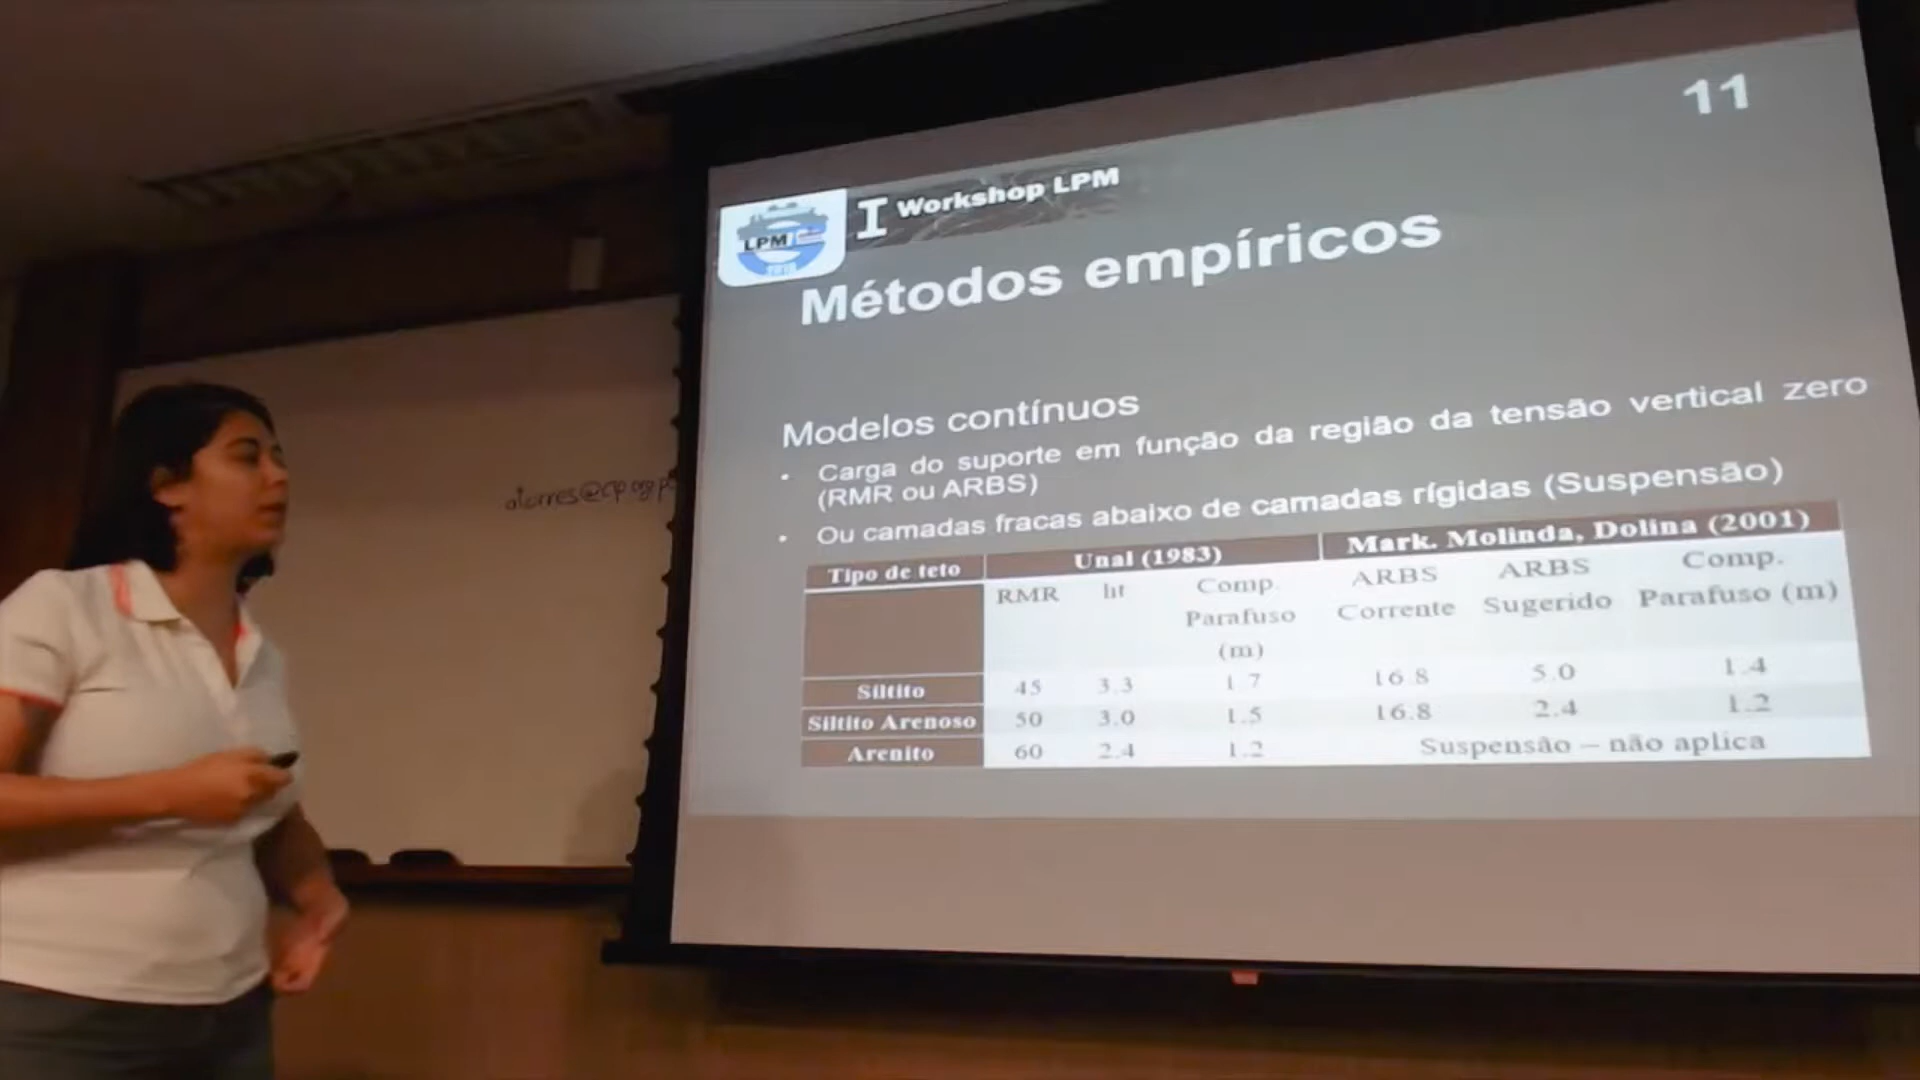 11
LPM
I Workshop LPM
Métodos empíricos
Modelos contínuos
• Carga do suporte em função da região da tensão vertical zero
(RMR ou ARBS)
• Ou camadas fracas abaixo de camadas rígidas (Suspensão)
Tipo de teto Unal (1983) Mark. Molinda, Dolina (2001)
RMR ht Comp. Parafuso (m) ARBS Corrente ARBS Sugerido Comp. Parafuso (m)
Siltito 45 3.3 1.7 16.8 5.0 1.4
Siltito Arenoso 50 3.0 1.5 16.8 2.4 1.2
Arenito 60 2.4 1.2 Suspensão – não aplica